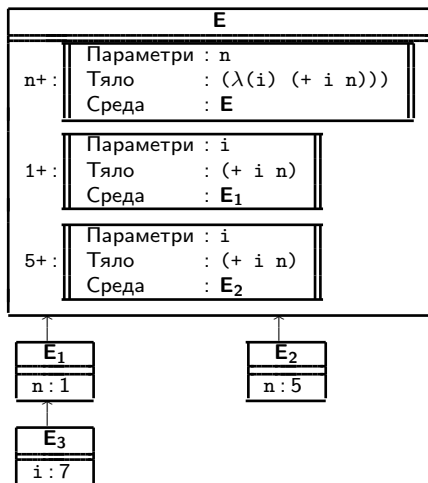 E
n+ :
Параметри : n
Тяло : (λ(i) (+ i n)))
Среда : E
1+ :
Параметри : i
Тяло : (+ i n)
Среда : E₁
5+ :
Параметри : i
Тяло : (+ i n)
Среда : E₂
E₁
n : 1
E₂
n : 5
E₃
i : 7